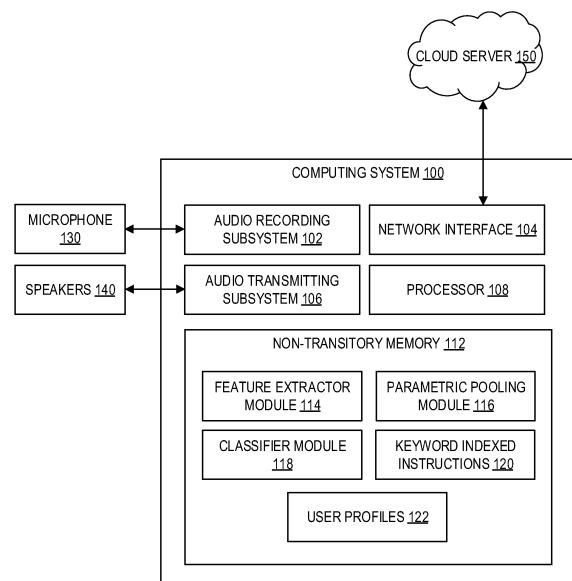 CLOUD SERVER 150
COMPUTING SYSTEM 100
MICROPHONE
130
AUDIO RECORDING
SUBSYSTEM 102
NETWORK INTERFACE 104
SPEAKERS 140
AUDIO TRANSMITTING
SUBSYSTEM 106
PROCESSOR 108
NON-TRANSITORY MEMORY 112
FEATURE EXTRACTOR
MODULE 114
PARAMETRIC POOLING
MODULE 116
CLASSIFIER MODULE
118
KEYWORD INDEXED
INSTRUCTIONS 120
USER PROFILES 122